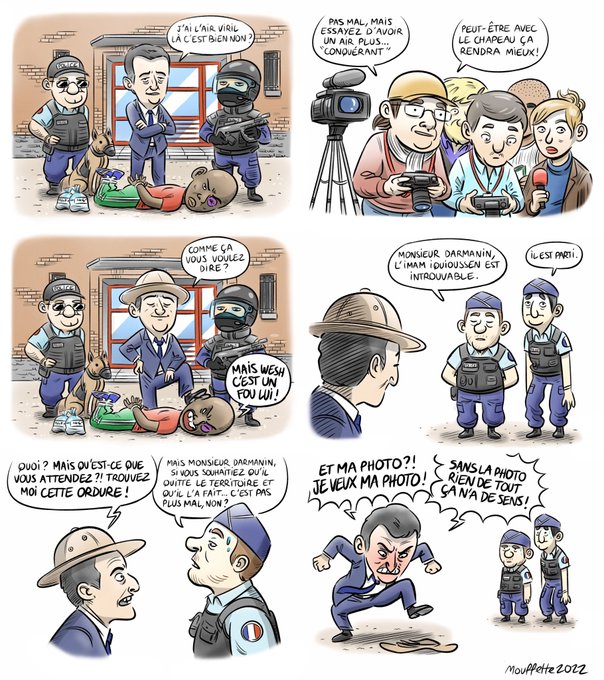 J'AI L'AIR VIRIL
LÀ C'EST BIEN NON ?
POLICE
PAS MAL, MAIS
ESSAYEZ D'AVOIR
UN AIR PLUS...
"CONQUÉRANT"
PEUT-ÊTRE AVEC
LE CHAPEAU ÇA
RENDRA MIEUX !
COMME ÇA
VOUS VOULEZ
DIRE ?
POLICE
MAIS WESH
C'EST UN
FOU LUI !
MONSIEUR DARMANIN,
L'IMAM IQUIOUSSEN EST
INTROUVABLE.
IL EST PARTI.
QUOI ? MAIS QU'EST-CE QUE
VOUS ATTENDEZ ?! TROUVEZ
MOI CETTE ORDURE !
MAIS MONSIEUR DARMANIN,
SI VOUS SOUHAITIEZ QU'IL
QUITTE LE TERRITOIRE ET
QU'IL L'A FAIT... C'EST PAS
PLUS MAL, NON ?
ET MA PHOTO ?!
JE VEUX MA PHOTO !
SANS LA PHOTO
RIEN DE TOUT
ÇA N'A DE SENS !
Mouffette 2022